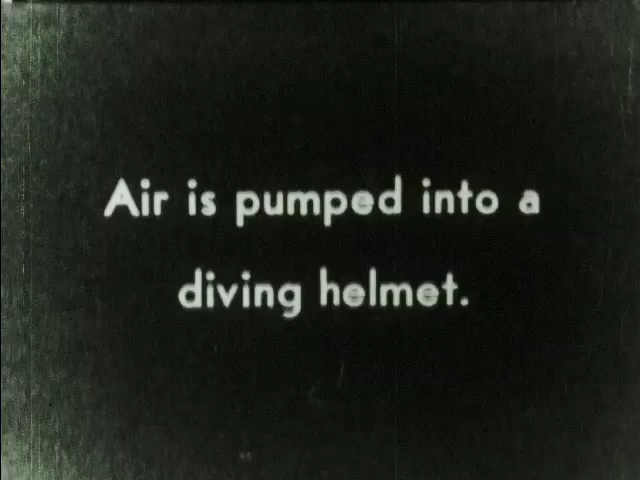 Air is pumped into a
diving helmet.